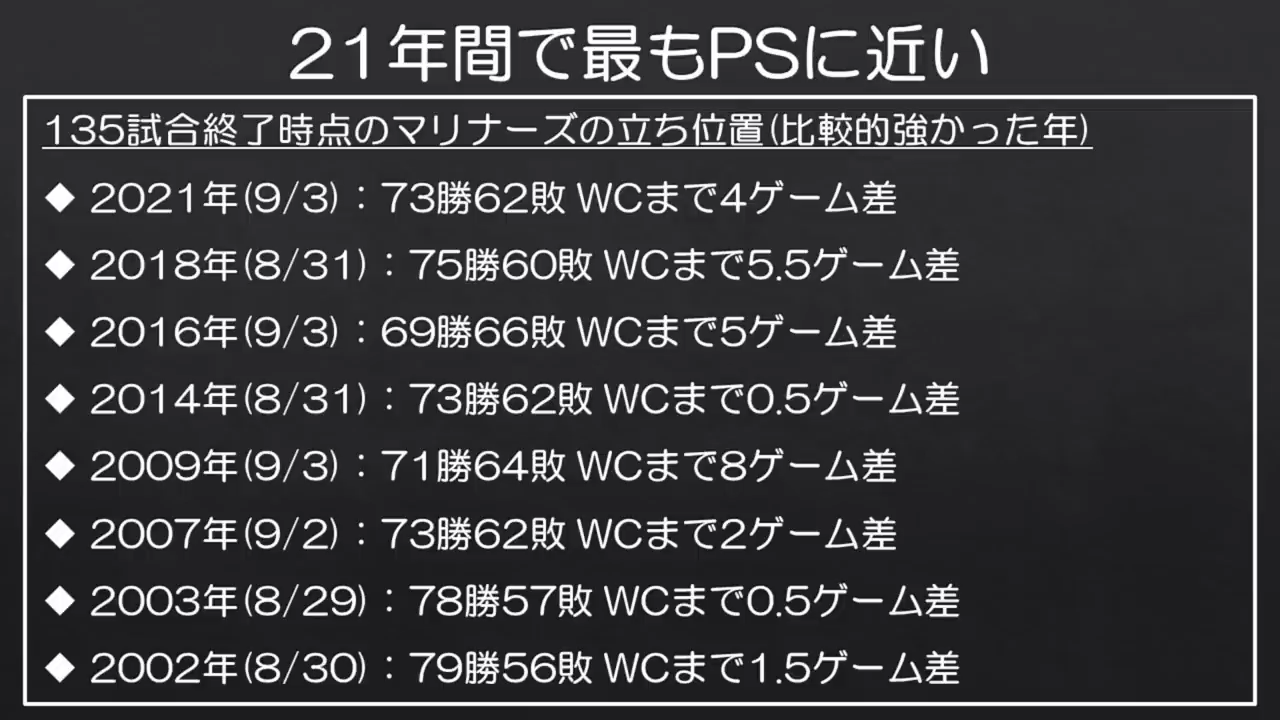 21年間で最もPSに近い
135試合終了時点のマリナーズの立ち位置(比較的強かった年)
◆ 2021年(9/3)：73勝62敗 WCまで4ゲーム差
◆ 2018年(8/31)：75勝60敗 WCまで5.5ゲーム差
◆ 2016年(9/3)：69勝66敗 WCまで5ゲーム差
◆ 2014年(8/31)：73勝62敗 WCまで0.5ゲーム差
◆ 2009年(9/3)：71勝64敗 WCまで8ゲーム差
◆ 2007年(9/2)：73勝62敗 WCまで2ゲーム差
◆ 2003年(8/29)：78勝57敗 WCまで0.5ゲーム差
◆ 2002年(8/30)：79勝56敗 WCまで1.5ゲーム差